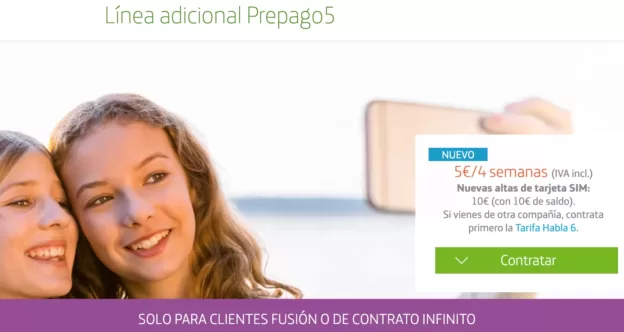 Línea adicional Prepago5
NUEVO
5€/4 semanas (IVA incl.)
Nuevas altas de tarjeta SIM:
10€ (con 10€ de saldo).
Si vienes de otra compañía, contrata
primero la Tarifa Habla 6.
Contratar
SOLO PARA CLIENTES FUSIÓN O DE CONTRATO INFINITO